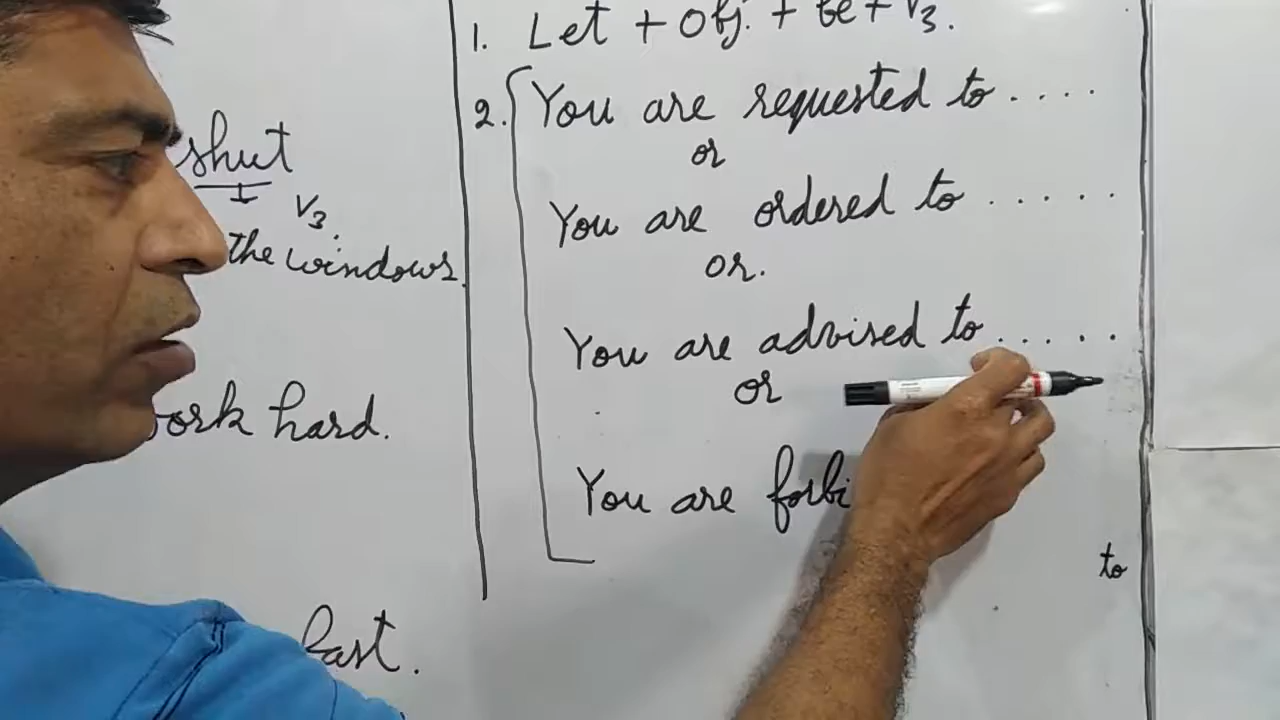 shut
V3.
the windows.
ork hard.
fast.
1. Let + Obj. + be + V3.
2. You are requested to ....
or
You are ordered to .....
or.
You are advised to .....
or
You are forbi
to